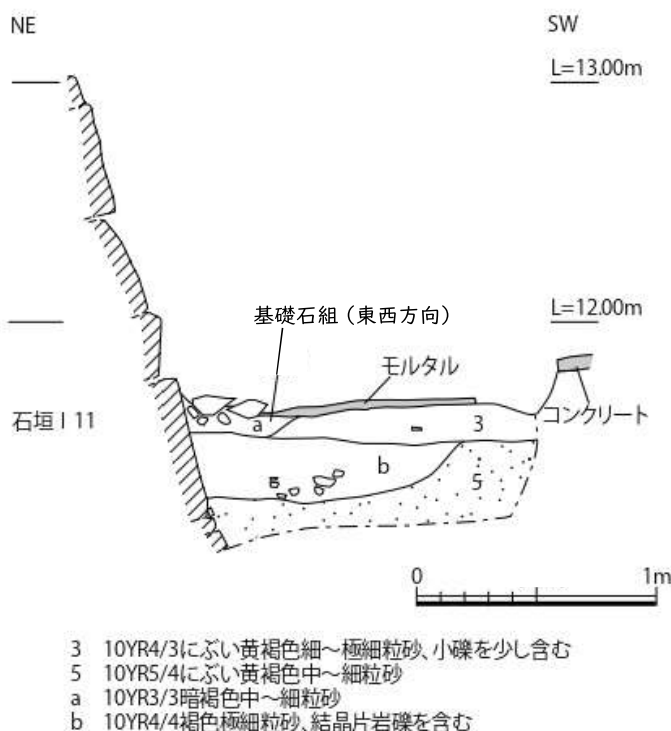 NE
SW
L=13.00m
L=12.00m
基礎石組（東西方向）
モルタル
石垣Ⅰ11
a
3
コンクリート
b
5
0
1m
3 10YR4/3にぶい黄褐色細～極細粒砂、小礫を少し含む
5 10YR5/4にぶい黄褐色中～細粒砂
a 10YR3/3暗褐色中～細粒砂
b 10YR4/4褐色極細粒砂、結晶片岩礫を含む